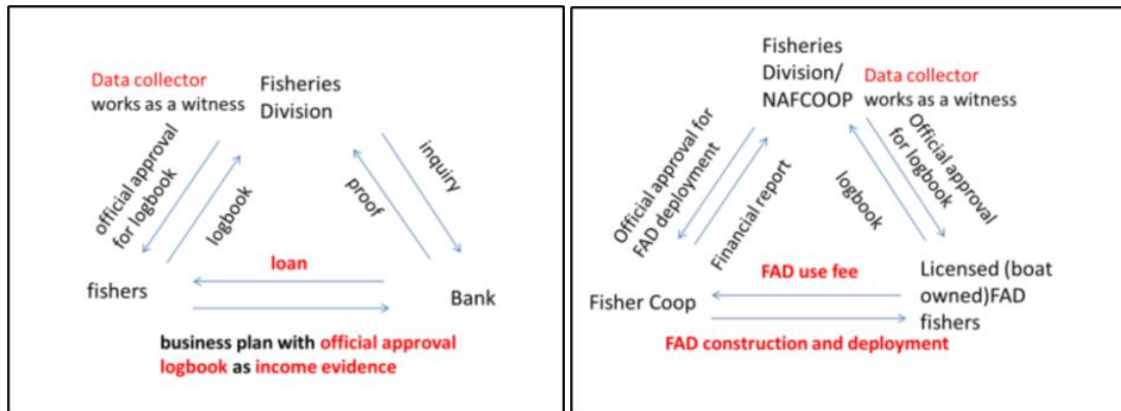 Data collector
works as a witness
Fisheries
Division
official approval
for logbook
logbook
inquiry
proof
loan
fishers
Bank
business plan with official approval
logbook as income evidence
Fisheries
Division/
NAFCOOP
Data collector
works as a witness
Official approval for
FAD deployment
Financial report
Official approval
for logbook
logbook
FAD use fee
Fisher Coop
Licensed (boat
owned)FAD
fishers
FAD construction and deployment